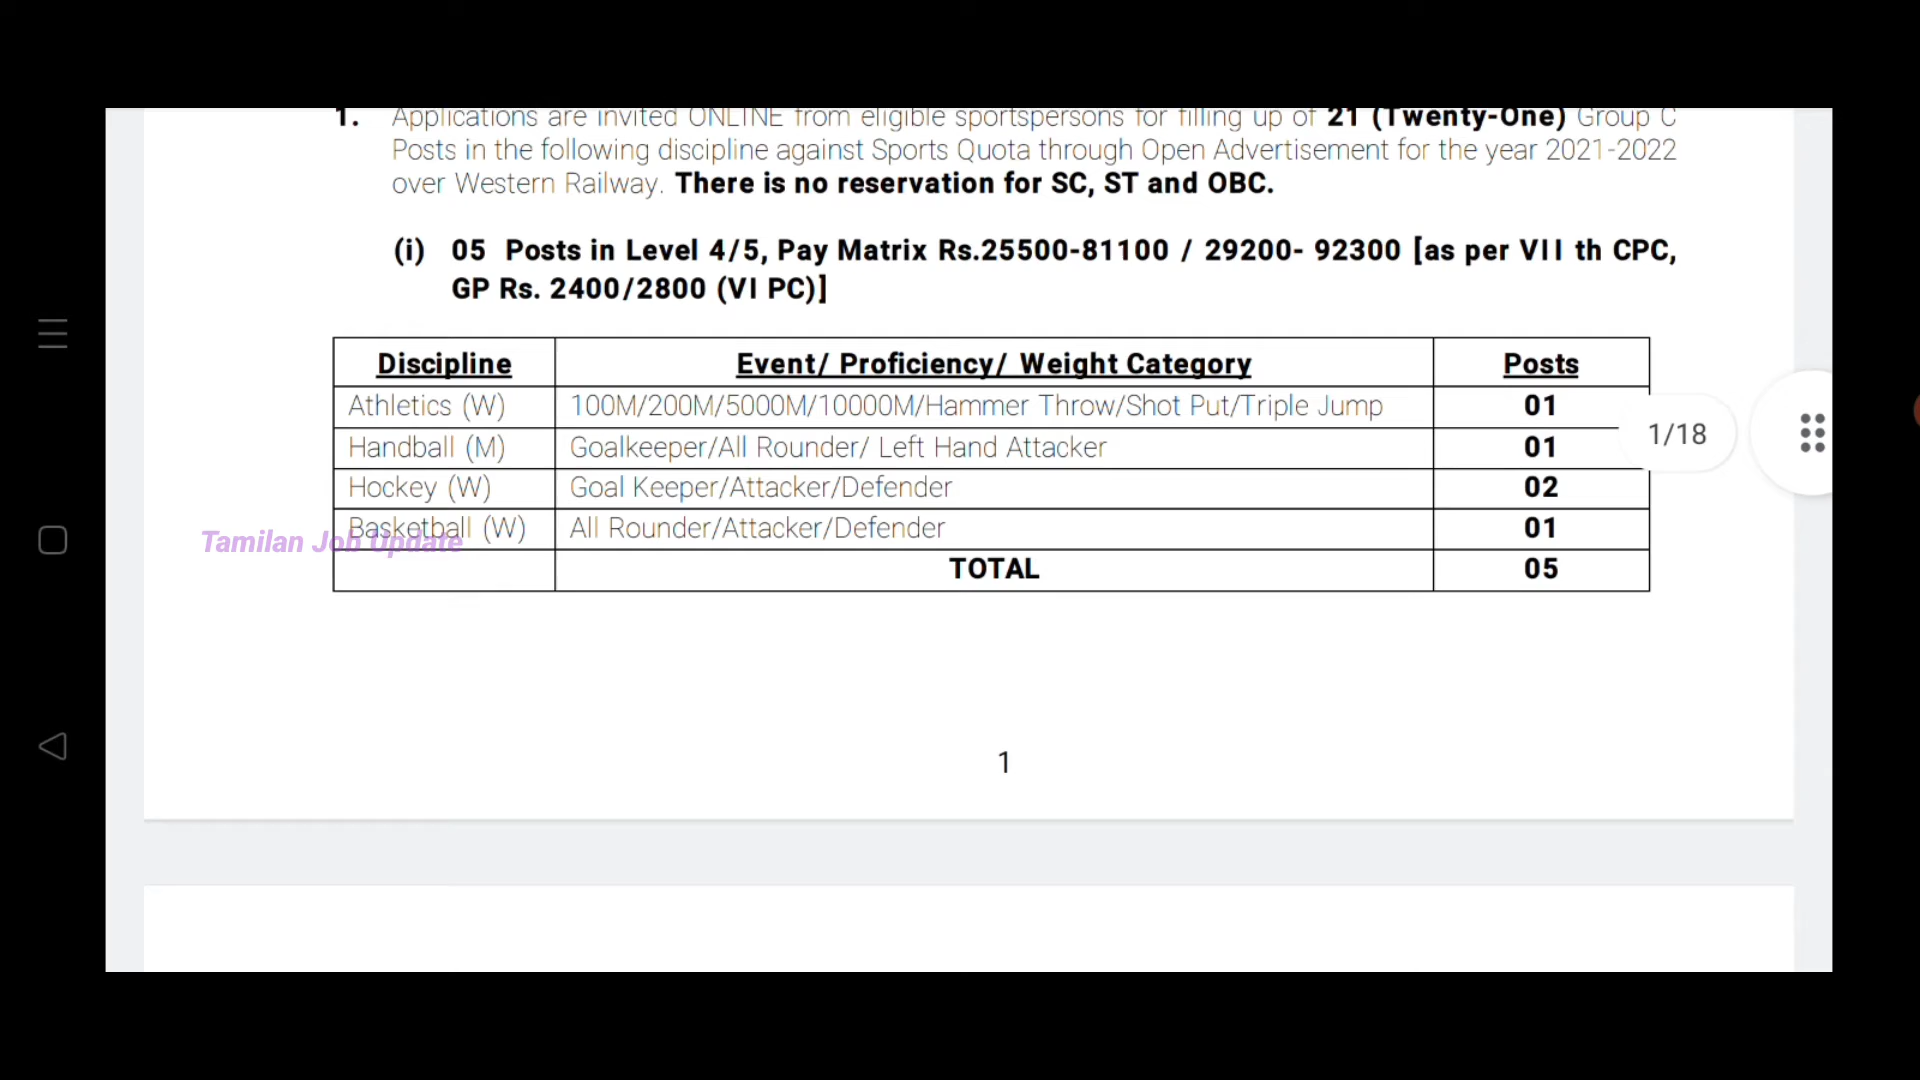 1. Applications are invited ONLINE from eligible sportspersons for filling up of 21 (Twenty-One) Group C
Posts in the following discipline against Sports Quota through Open Advertisement for the year 2021-2022
over Western Railway. There is no reservation for SC, ST and OBC.
(i) 05 Posts in Level 4/5, Pay Matrix Rs.25500-81100 / 29200- 92300 [as per VII th CPC,
GP Rs. 2400/2800 (VI PC)]
Discipline Event/ Proficiency/ Weight Category Posts
Athletics (W) 100M/200M/5000M/10000M/Hammer Throw/Shot Put/Triple Jump 01
1/18
Handball (M) Goalkeeper/All Rounder/ Left Hand Attacker 01
Hockey (W) Goal Keeper/Attacker/Defender 02
Basketball (W) All Rounder/Attacker/Defender 01
Tamilan Job Update
TOTAL 05
1